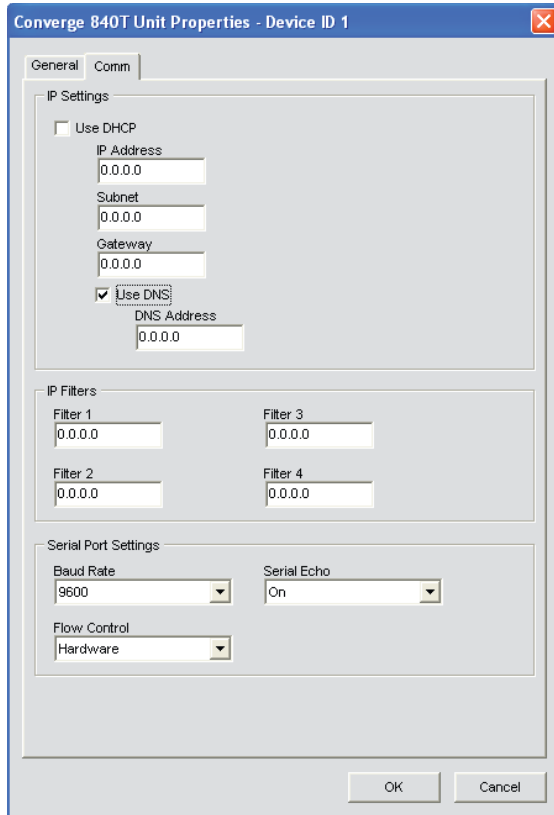 Converge 840T Unit Properties - Device ID 1
General Comm
IP Settings
Use DHCP
IP Address
0.0.0.0
Subnet
0.0.0.0
Gateway
0.0.0.0
Use DNS
DNS Address
0.0.0.0
IP Filters
Filter 1 Filter 3
0.0.0.0 0.0.0.0
Filter 2 Filter 4
0.0.0.0 0.0.0.0
Serial Port Settings
Baud Rate Serial Echo
9600 On
Flow Control
Hardware
OK Cancel